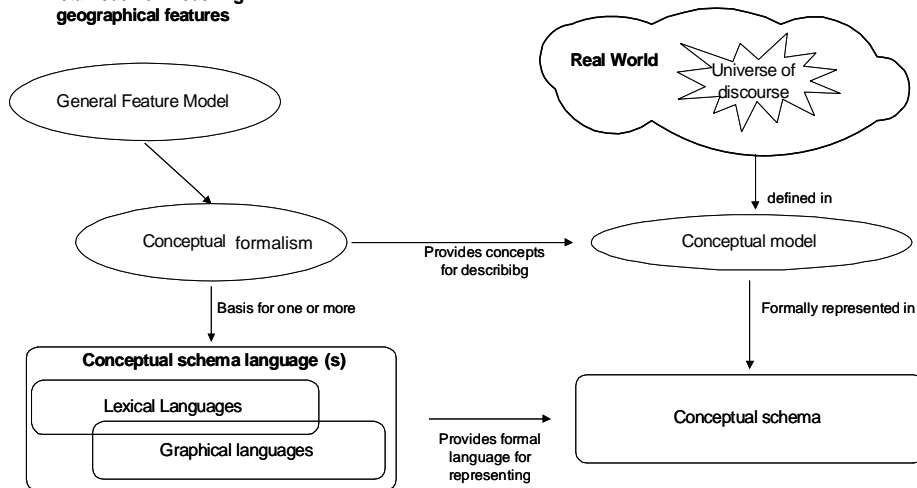 geographical features
Real World
Universe of
discourse
General Feature Model
defined in
Conceptual formalism
Provides concepts
for describibg
Conceptual model
Basis for one or more
Formally represented in
Conceptual schema language (s)
Lexical Languages
Graphical languages
Provides formal
language for
representing
Conceptual schema